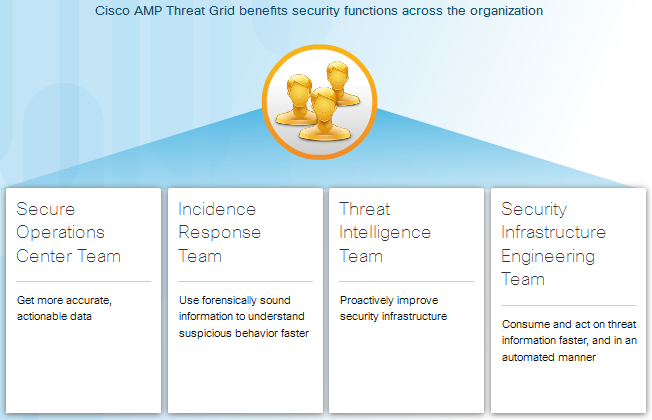 Cisco AMP Threat Grid benefits security functions across the organization
Secure
Operations
Center Team
Get more accurate,
actionable data
Incidence
Response
Team
Use forensically sound
information to understand
suspicious behavior faster
Threat
Intelligence
Team
Proactively improve
security infrastructure
Security
Infrastructure
Engineering
Team
Consume and act on threat
information faster, and in an
automated manner